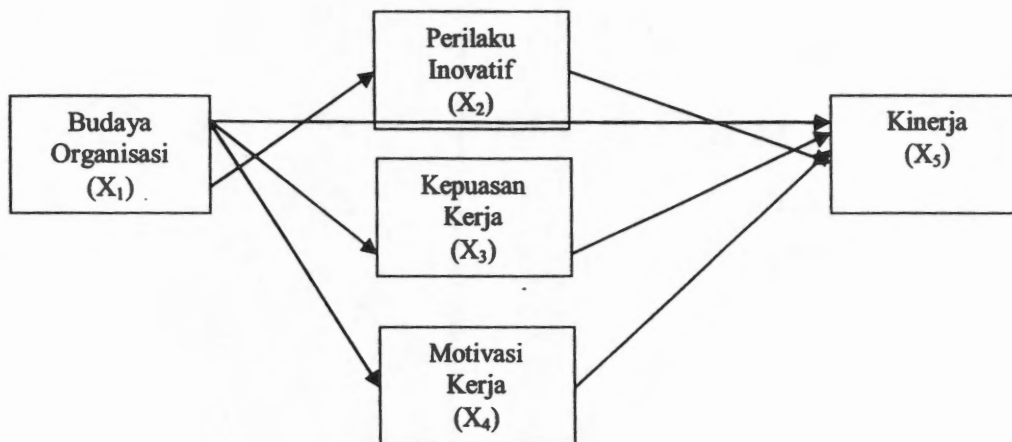 Perilaku
Inovatif
(X₂)
Budaya
Organisasi
(X₁)
Kinerja
(X₅)
Kepuasan
Kerja
(X₃)
Motivasi
Kerja
(X₄)